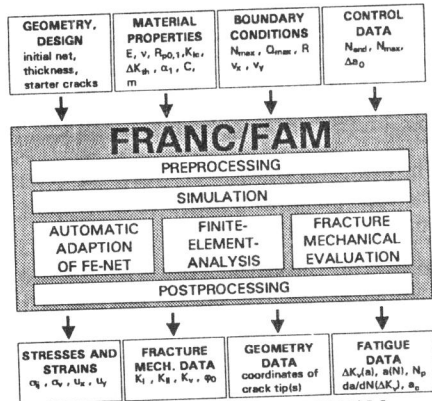 GEOMETRY,
DESIGN
initial net,
thickness,
starter cracks
MATERIAL
PROPERTIES
E, ν, Rp0,1, KIc,
ΔKth, α1, C,
m
BOUNDARY
CONDITIONS
Nmax, Qmax, R
vx, vy
CONTROL
DATA
Nend, Nmax,
Δa0
FRANC/FAM
PREPROCESSING
SIMULATION
AUTOMATIC
ADAPTION
OF FE-NET
FINITE-
ELEMENT-
ANALYSIS
FRACTURE
MECHANICAL
EVALUATION
POSTPROCESSING
STRESSES AND
STRAINS
σij, σv, ux, uy
FRACTURE
MECH. DATA
KI, KII, Kv, φ0
GEOMETRY
DATA
coordinates of
crack tip(s)
FATIGUE
DATA
ΔKv(a), a(N), Np
da/dN(ΔKv), ac